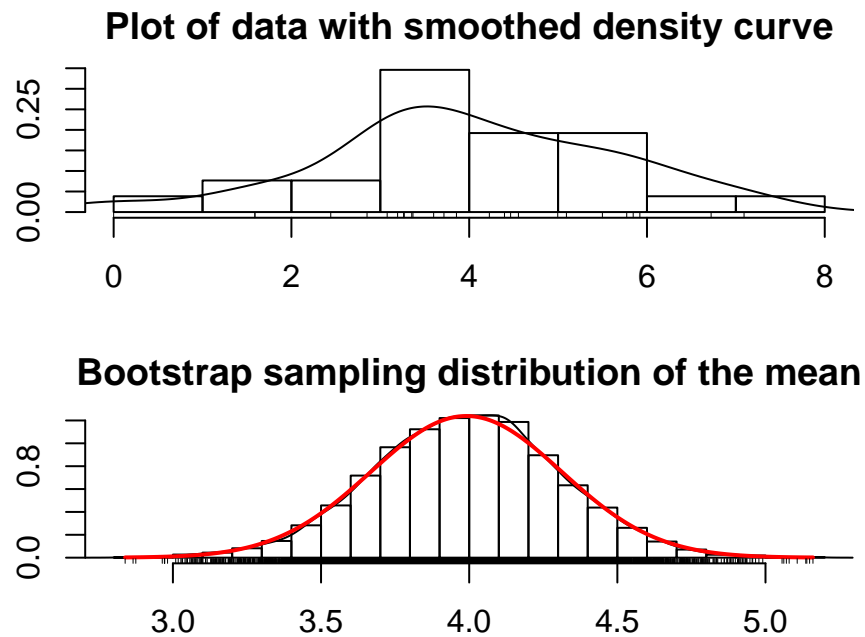 Plot of data with smoothed density curve
0.25
0.00
0 2 4 6 8
Bootstrap sampling distribution of the mean
0.8
0.0
3.0 3.5 4.0 4.5 5.0